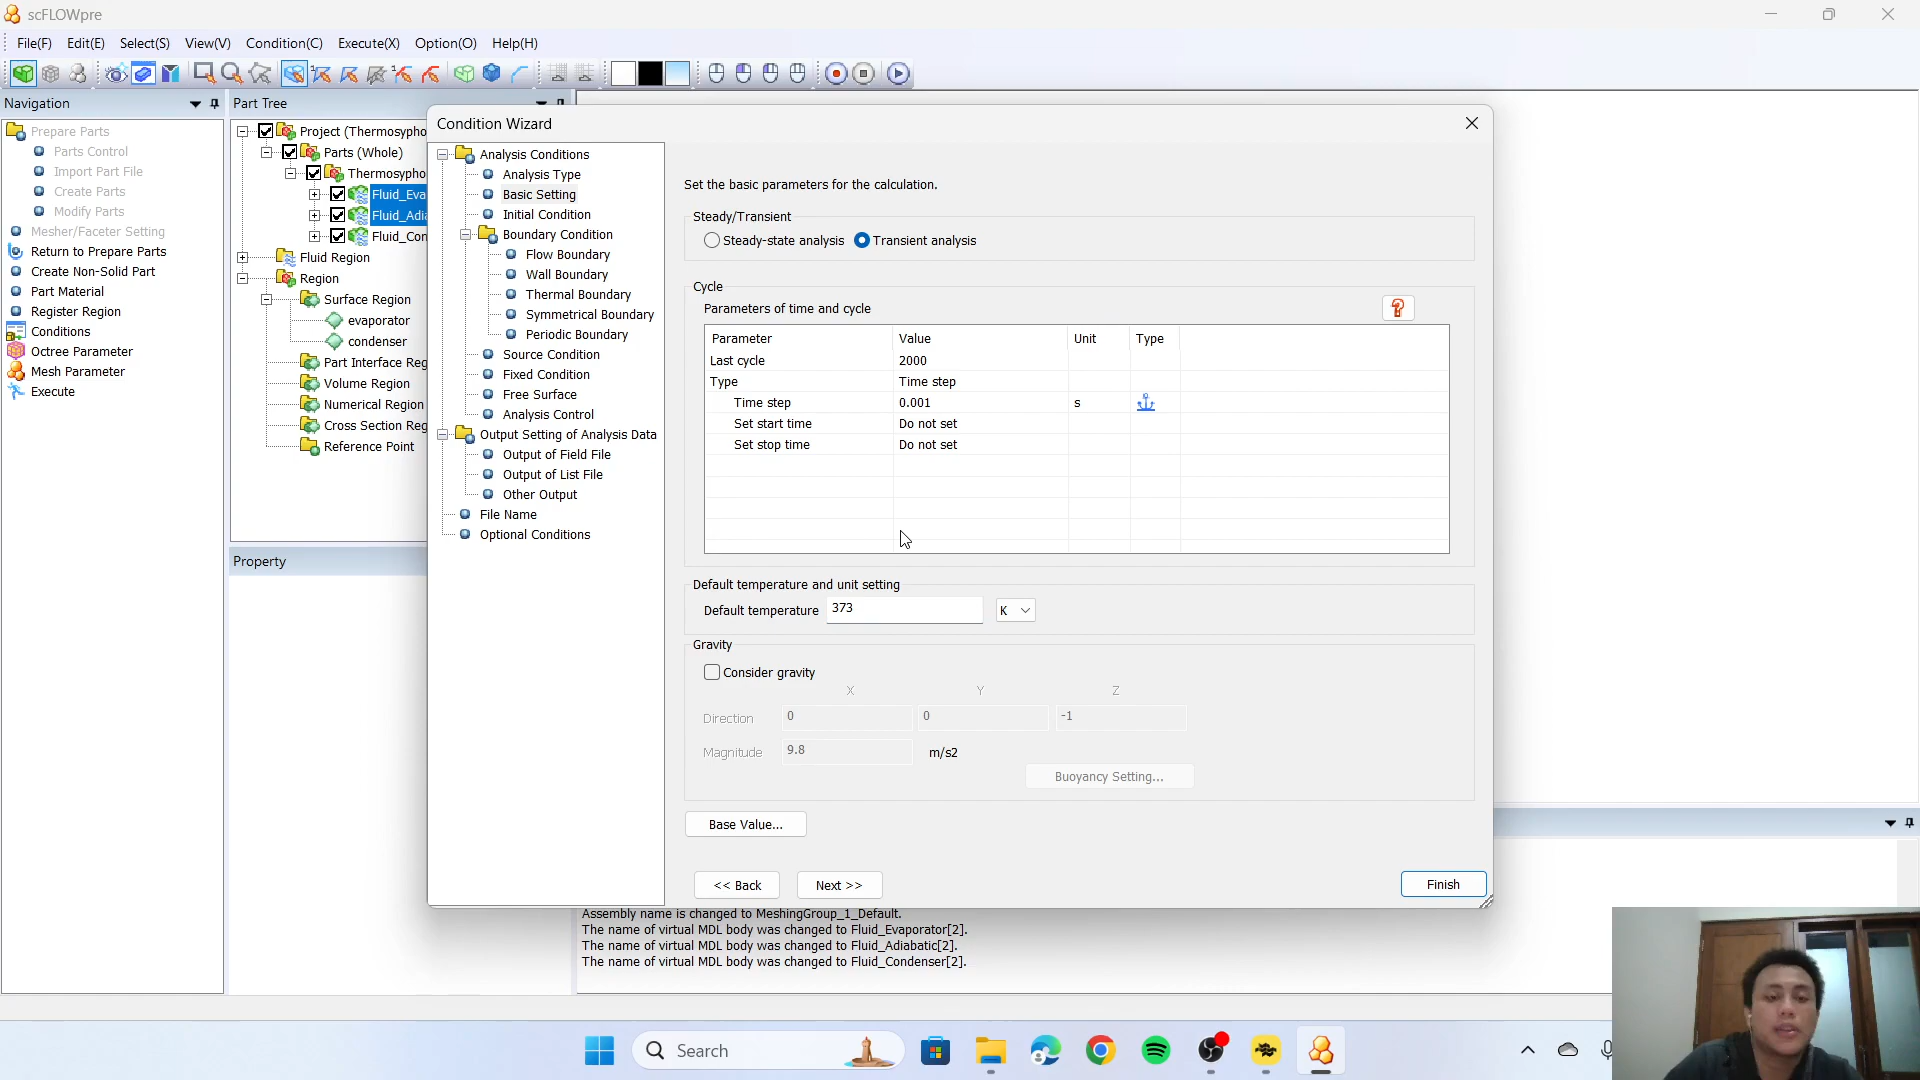 scFLOWpre
File(F) Edit(E) Select(S) View(V) Condition(C) Execute(X) Option(O) Help(H)
Navigation
Prepare Parts
Parts Control
Import Part File
Create Parts
Modify Parts
Mesher/Faceter Setting
Return to Prepare Parts
Create Non-Solid Part
Part Material
Register Region
Conditions
Octree Parameter
Mesh Parameter
Execute
Part Tree
Project (Thermosypho
Parts (Whole)
Thermosypho
Fluid_Eva
Fluid_Adia
Fluid_Con
Fluid Region
Region
Surface Region
evaporator
condenser
Part Interface Reg
Volume Region
Numerical Region
Cross Section Reg
Reference Point
Property
Condition Wizard
Analysis Conditions
Analysis Type
Basic Setting
Initial Condition
Boundary Condition
Flow Boundary
Wall Boundary
Thermal Boundary
Symmetrical Boundary
Periodic Boundary
Source Condition
Fixed Condition
Free Surface
Analysis Control
Output Setting of Analysis Data
Output of Field File
Output of List File
Other Output
File Name
Optional Conditions
Set the basic parameters for the calculation.
Steady/Transient
Steady-state analysis Transient analysis
Cycle
Parameters of time and cycle
?
Parameter Value Unit Type
Last cycle 2000
Type Time step
Time step 0.001 s
Set start time Do not set
Set stop time Do not set
Default temperature and unit setting
Default temperature 373 K
Gravity
Consider gravity
X Y Z
Direction 0 0 -1
Magnitude 9.8 m/s2
Buoyancy Setting...
Base Value...
<< Back Next >> Finish
Assembly name is changed to MeshingGroup_1_Default.
The name of virtual MDL body was changed to Fluid_Evaporator[2].
The name of virtual MDL body was changed to Fluid_Adiabatic[2].
The name of virtual MDL body was changed to Fluid_Condenser[2].
Search